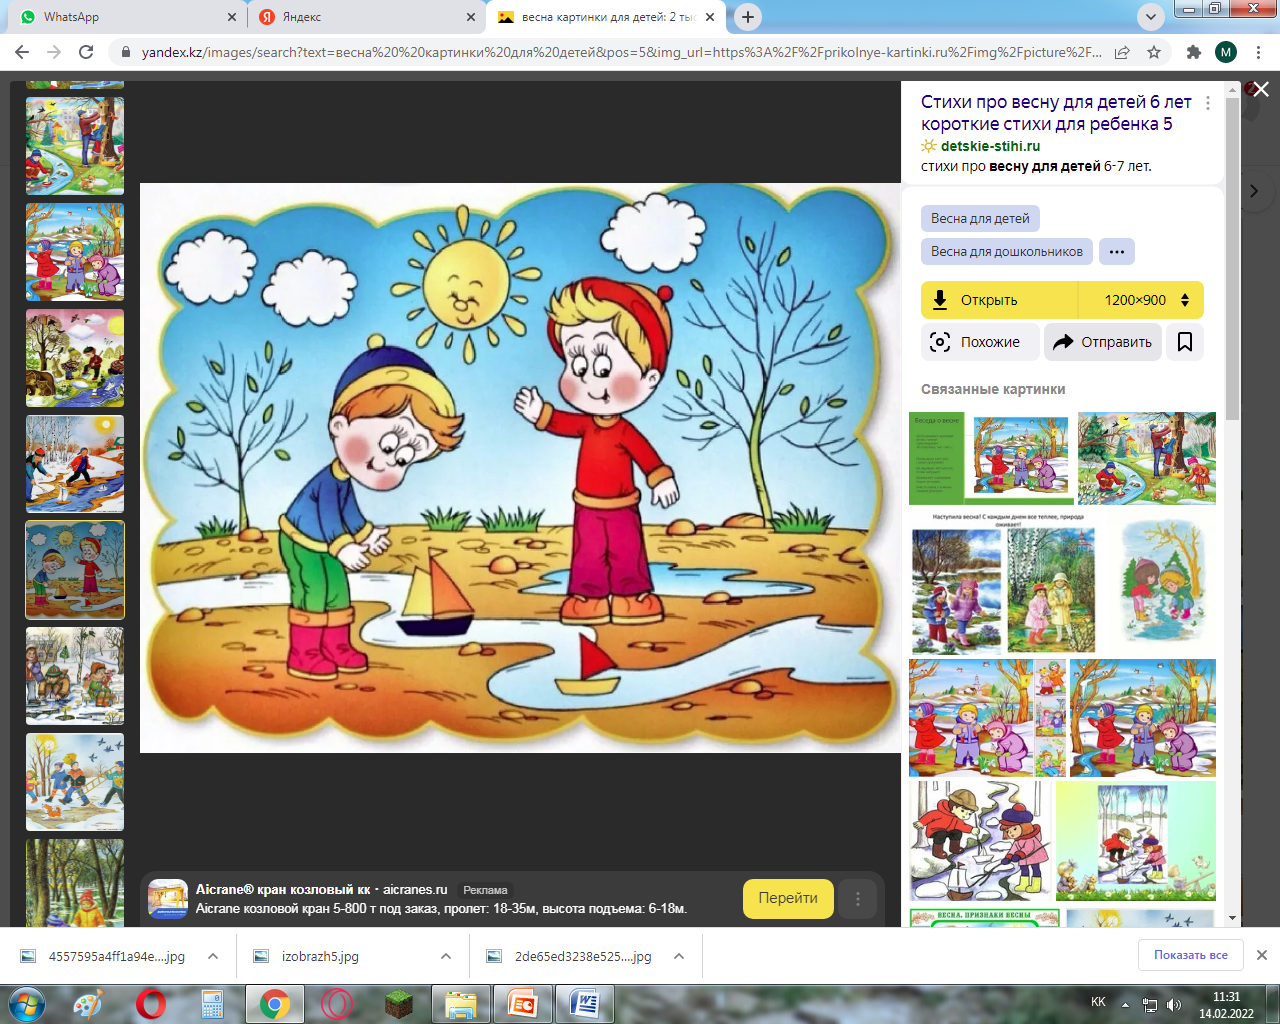 WhatsApp
Яндекс
весна картинки для детей: 2 тыс
yandex.kz/images/search?text=весна%20%20картинки%20для%20детей&pos=5&img_url=https%3A%2F%2Fprikolnye-kartinki.ru%2Fimg%2Fpicture%2F...
M
Стихи про весну для детей 6 лет
короткие стихи для ребенка 5
detskie-stihi.ru
стихи про весну для детей 6-7 лет.
Весна для детей
Весна для дошкольников
Открыть 1200×900
Похожие Отправить
Связанные картинки
Беседа о весне
Наступила весна! С каждым днем все теплее, природа
оживает!
ВЕСНА. ПРИЗНАКИ ВЕСНЫ
Aicrane® кран козловый кк · aicranes.ru Реклама
Aicrane козловой кран 5-800 т под заказ, пролет: 18-35м, высота подъема: 6-18м.
Перейти
4557595a4ff1a94e....jpg
izobrazh5.jpg
2de65ed3238e525....jpg
Показать все
KK
11:31
14.02.2022